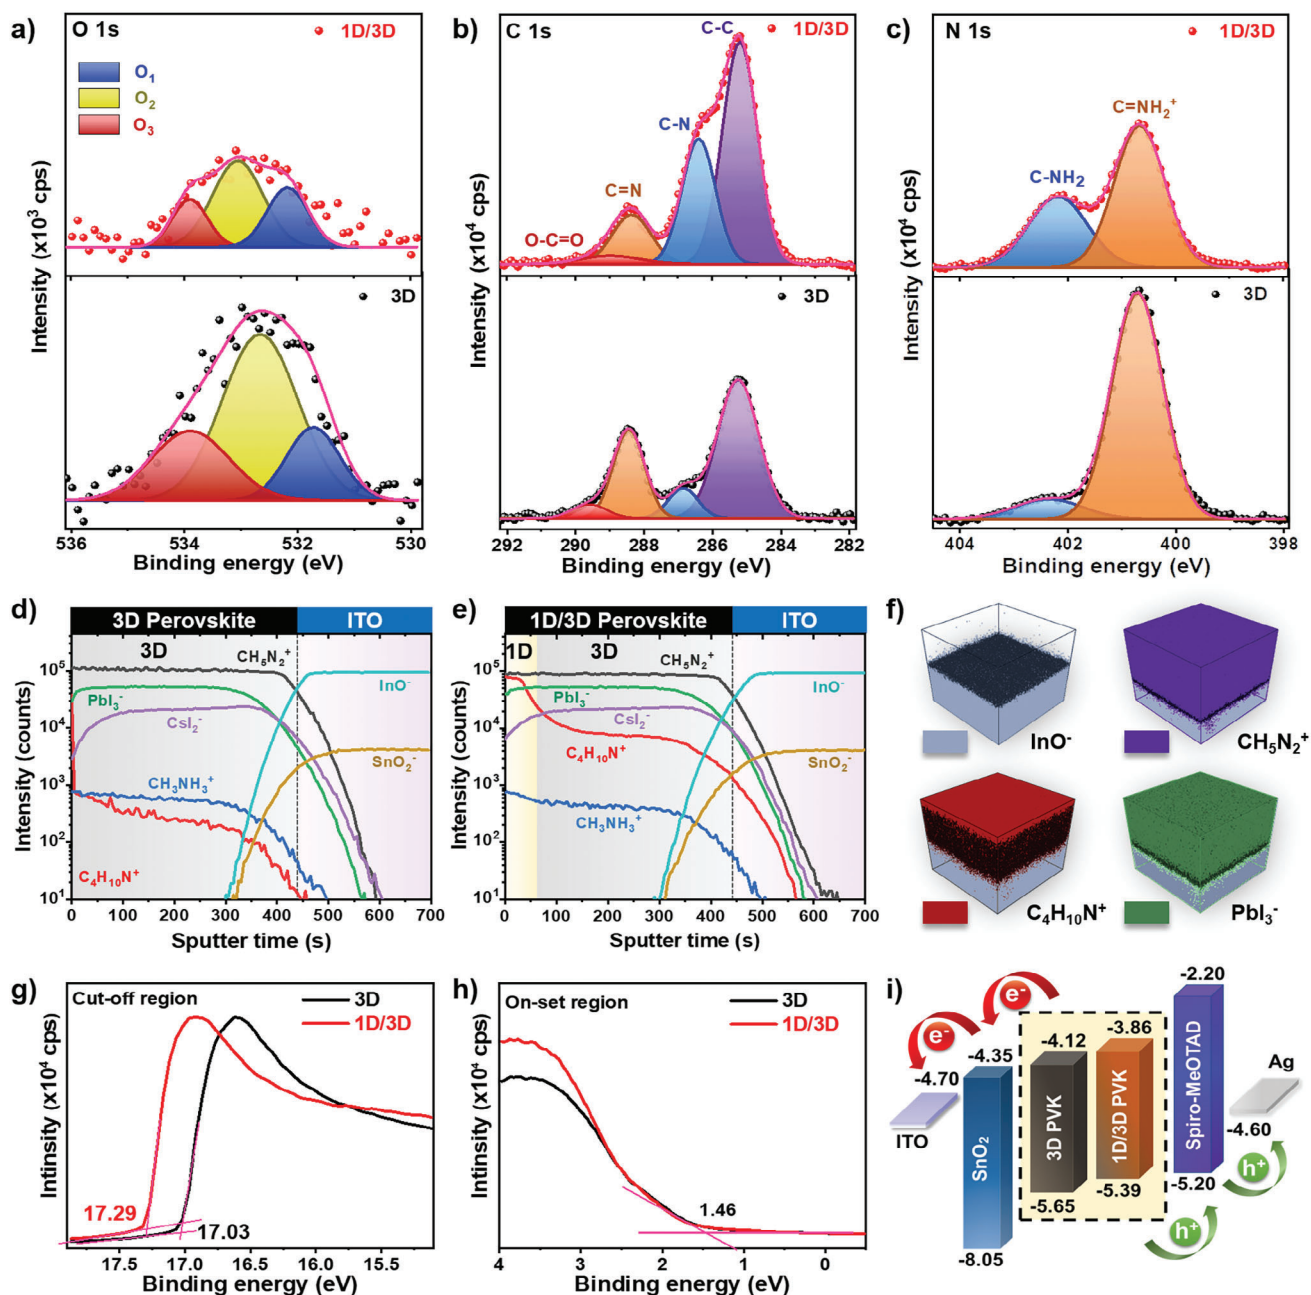 a)
O 1s
1D/3D
O1
O2
O3
3D
Intensity (x10³ cps)
536 534 532 530
Binding energy (eV)
b)
C 1s
C-C
1D/3D
C-N
C=N
O-C=O
3D
Intensity (x10⁴ cps)
292 290 288 286 284 282
Binding energy (eV)
c)
N 1s
1D/3D
C=NH₂⁺
C-NH₂
3D
Intensity (x10⁴ cps)
404 402 400 398
Binding energy (eV)
d)
3D Perovskite ITO
3D
CH₅N₂⁺
InO⁻
PbI₃⁻
CsI₂⁻
SnO₂⁻
CH₃NH₃⁺
C₄H₁₀N⁺
10⁵
10⁴
10³
10²
10¹
Intensity (counts)
0 100 200 300 400 500 600 700
Sputter time (s)
e)
1D/3D Perovskite ITO
1D 3D
CH₅N₂⁺
InO⁻
PbI₃⁻
CsI₂⁻
C₄H₁₀N⁺
SnO₂⁻
CH₃NH₃⁺
10⁵
10⁴
10³
10²
10¹
Intensity (counts)
0 100 200 300 400 500 600 700
Sputter time (s)
f)
InO⁻
CH₅N₂⁺
C₄H₁₀N⁺
PbI₃⁻
g)
Cut-off region
3D
1D/3D
17.29
17.03
Intinsity (x10⁴ cps)
17.5 17.0 16.5 16.0 15.5
Binding energy (eV)
h)
On-set region
3D
1D/3D
1.46
Intinsity (x10⁴ cps)
4 3 2 1 0
Binding energy (eV)
i)
e⁻
e⁻
-2.20
-3.86
-4.12
-4.35
-4.70
ITO
SnO₂
3D PVK
1D/3D PVK
Spiro-MeOTAD
Ag
-4.60
-5.20
-5.39
-5.65
-8.05
h⁺
h⁺